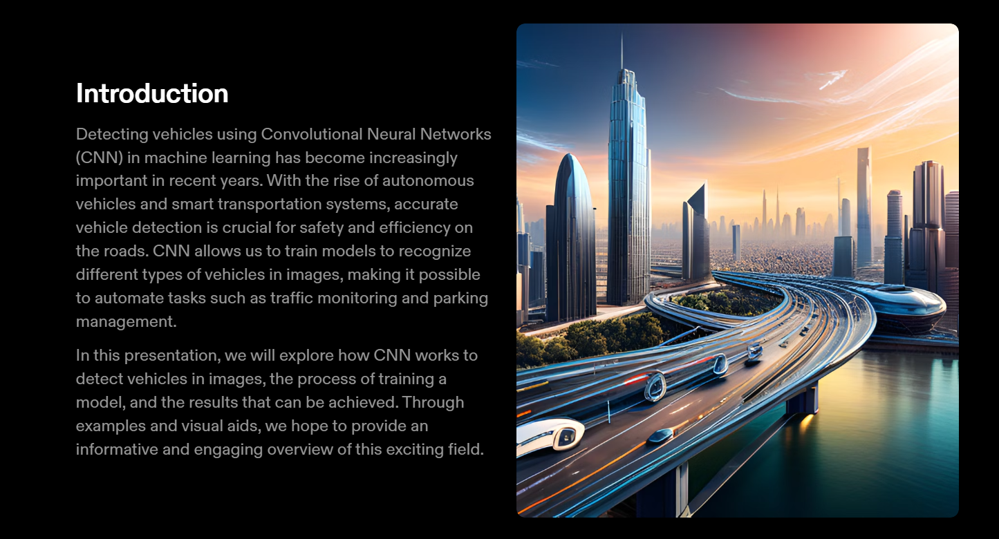 Introduction
Detecting vehicles using Convolutional Neural Networks
(CNN) in machine learning has become increasingly
important in recent years. With the rise of autonomous
vehicles and smart transportation systems, accurate
vehicle detection is crucial for safety and efficiency on
the roads. CNN allows us to train models to recognize
different types of vehicles in images, making it possible
to automate tasks such as traffic monitoring and parking
management.
In this presentation, we will explore how CNN works to
detect vehicles in images, the process of training a
model, and the results that can be achieved. Through
examples and visual aids, we hope to provide an
informative and engaging overview of this exciting field.